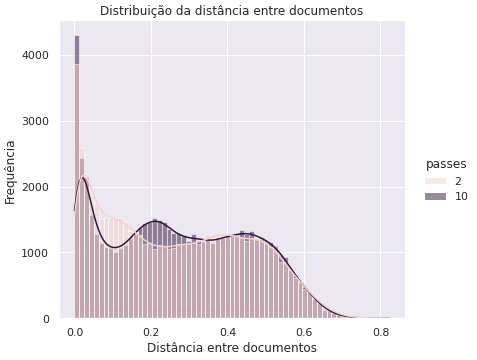 Distribuição da distância entre documentos
Frequência
4000
3000
2000
1000
0
0.0 0.2 0.4 0.6 0.8
Distância entre documentos
passes
2
10